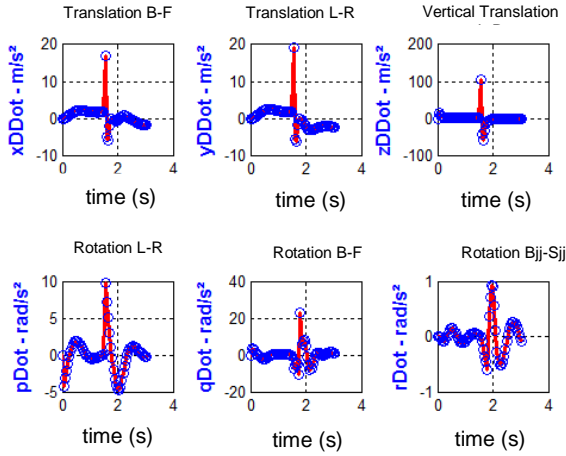 Translation B-F
Translation L-R
Vertical Translation
xDDot - m/s²
20
10
0
-10
0
2
4
time (s)
yDDot - m/s²
20
10
0
-10
0
2
4
time (s)
zDDot - m/s²
200
100
0
-100
0
2
4
time (s)
Rotation L-R
Rotation B-F
Rotation Bjj-Sjj
pDot - rad/s²
10
5
0
-5
0
2
4
time (s)
qDot - rad/s²
40
20
0
-20
0
2
4
time (s)
rDot - rad/s²
1
0
-1
0
2
4
time (s)